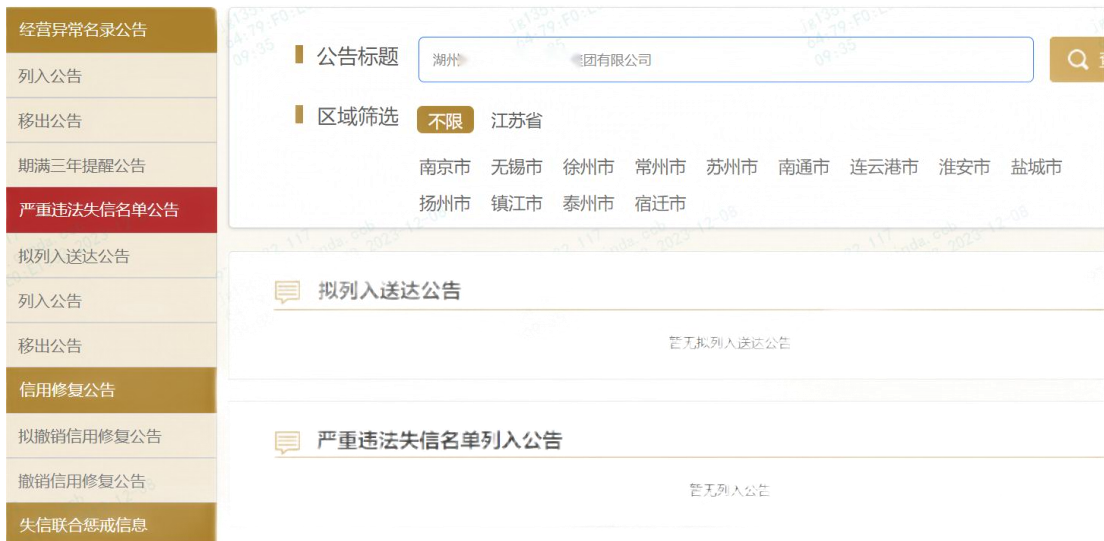 经营异常名录公告
列入公告
移出公告
期满三年提醒公告
严重违法失信名单公告
拟列入送达公告
列入公告
移出公告
信用修复公告
拟撤销信用修复公告
撤销信用修复公告
失信联合惩戒信息
公告标题
湖州 团有限公司
区域筛选 不限 江苏省
南京市 无锡市 徐州市 常州市 苏州市 南通市 连云港市 淮安市 盐城市
扬州市 镇江市 泰州市 宿迁市
拟列入送达公告
暂无拟列入送达公告
严重违法失信名单列入公告
暂无列入公告